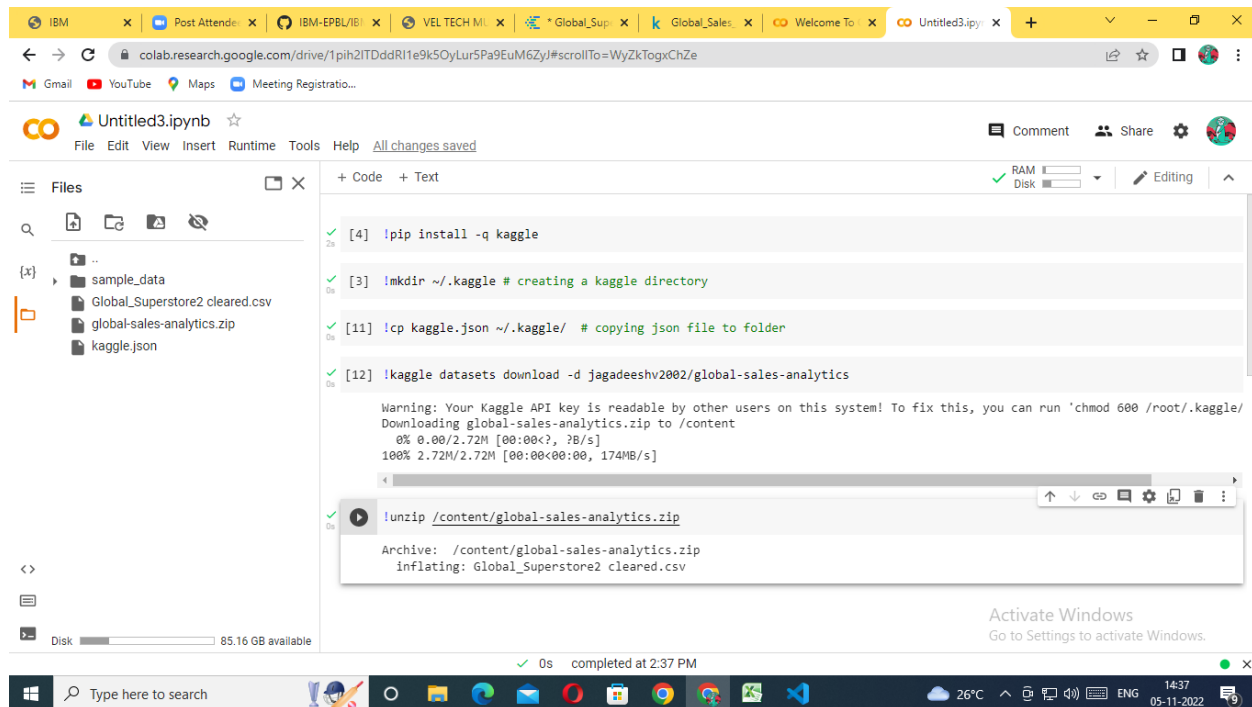 IBM
Post Attende
IBM-EPBL/IB
VEL TECH MU
* Global_Sup
Global_Sales_
Welcome To
Untitled3.ipy
colab.research.google.com/drive/1pih2lTDddRI1e9k5OyLur5Pa9EuM6ZyJ#scrollTo=WyZkTogxChZe
Gmail
YouTube
Maps
Meeting Registratio...
Untitled3.ipynb
File Edit View Insert Runtime Tools Help All changes saved
Comment
Share
Files
+ Code + Text
RAM
Disk
Editing
{x}
..
sample_data
Global_Superstore2 cleared.csv
global-sales-analytics.zip
kaggle.json
2s
[4] !pip install -q kaggle
0s
[3] !mkdir ~/.kaggle # creating a kaggle directory
0s
[11] !cp kaggle.json ~/.kaggle/  # copying json file to folder
0s
[12] !kaggle datasets download -d jagadeeshv2002/global-sales-analytics
Warning: Your Kaggle API key is readable by other users on this system! To fix this, you can run 'chmod 600 /root/.kaggle/
Downloading global-sales-analytics.zip to /content
0% 0.00/2.72M [00:00<?, ?B/s]
100% 2.72M/2.72M [00:00<00:00, 174MB/s]
0s
!unzip /content/global-sales-analytics.zip
Archive:  /content/global-sales-analytics.zip
inflating: Global_Superstore2 cleared.csv
Disk
85.16 GB available
Activate Windows
Go to Settings to activate Windows.
0s completed at 2:37 PM
Type here to search
26°C
ENG
14:37
05-11-2022
9